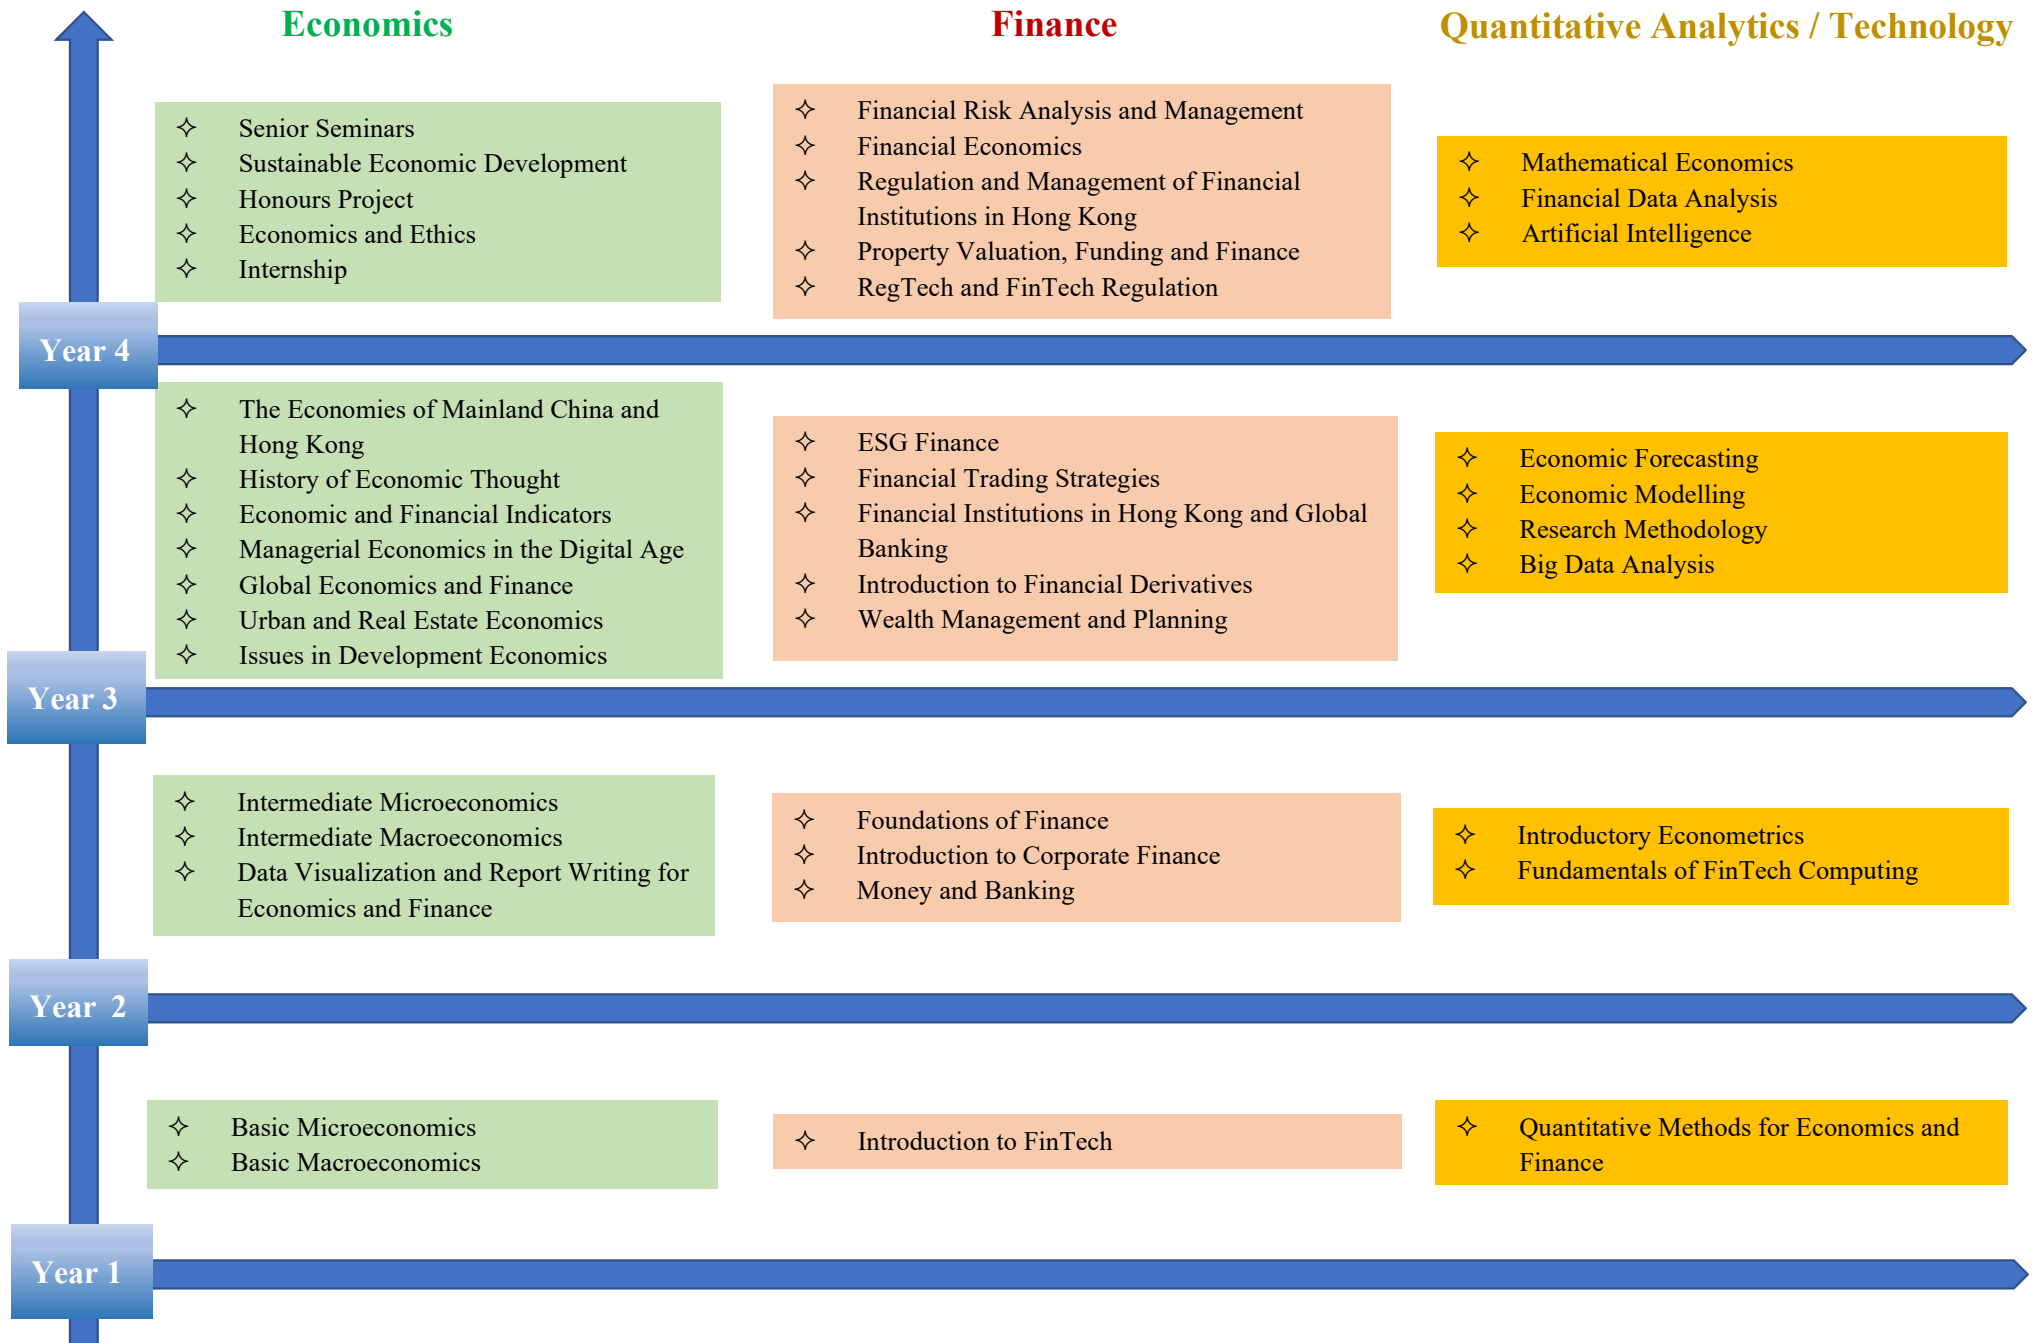 Economics
Finance
Quantitative Analytics / Technology
Senior Seminars
Sustainable Economic Development
Honours Project
Economics and Ethics
Internship
Financial Risk Analysis and Management
Financial Economics
Regulation and Management of Financial
Institutions in Hong Kong
Property Valuation, Funding and Finance
RegTech and FinTech Regulation
Mathematical Economics
Financial Data Analysis
Artificial Intelligence
Year 4
The Economies of Mainland China and
Hong Kong
History of Economic Thought
Economic and Financial Indicators
Managerial Economics in the Digital Age
Global Economics and Finance
Urban and Real Estate Economics
Issues in Development Economics
ESG Finance
Financial Trading Strategies
Financial Institutions in Hong Kong and Global
Banking
Introduction to Financial Derivatives
Wealth Management and Planning
Economic Forecasting
Economic Modelling
Research Methodology
Big Data Analysis
Year 3
Intermediate Microeconomics
Intermediate Macroeconomics
Data Visualization and Report Writing for
Economics and Finance
Foundations of Finance
Introduction to Corporate Finance
Money and Banking
Introductory Econometrics
Fundamentals of FinTech Computing
Year 2
Basic Microeconomics
Basic Macroeconomics
Introduction to FinTech
Quantitative Methods for Economics and
Finance
Year 1